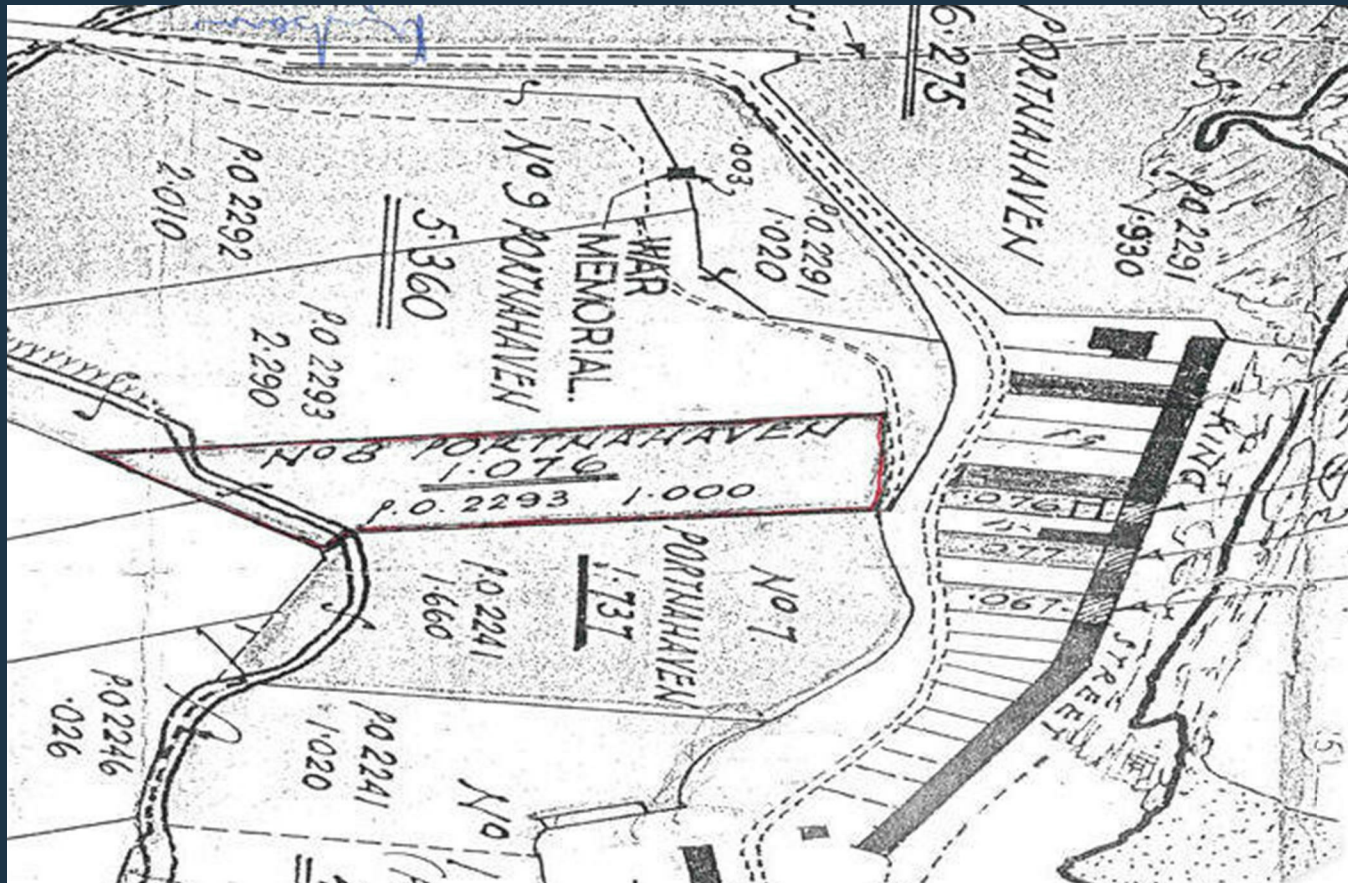 6·275
PORTNAHAVEN
P.O. 2291
1·930
P.O. 2291
1·020
·003
WAR
MEMORIAL.
No 9 PORTNAHAVEN
5·360
P.O. 2292
2·010
P.O. 2293
2·290
No 8 PORTNAHAVEN
1·076
P.O. 2293 1·000
No 7
PORTNAHAVEN
1·737
P.O. 2241
1·660
P.O. 2241
1·020
P.O. 2246
·026
No
KING
STREET
·076
·077
·067